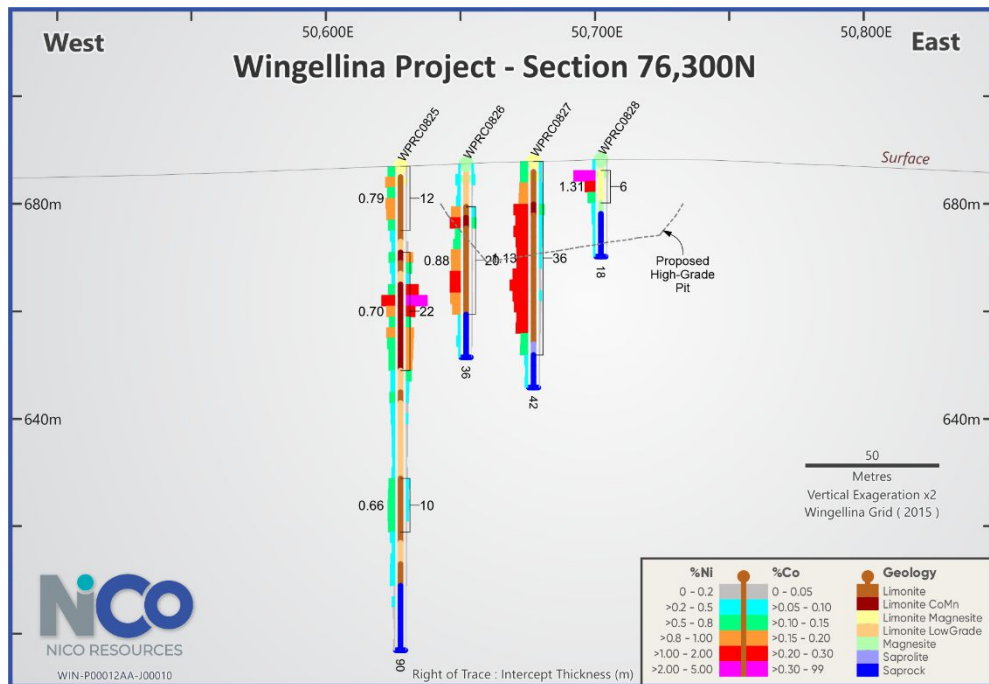 50,600E
50,700E
50,800E
West
East
Wingellina Project - Section 76,300N
WPRC0825
WPRC0826
WPRC0827
WPRC0828
Surface
680m
680m
0.79
12
1.31
6
0.88
20
1.13
36
Proposed
High-Grade
Pit
18
0.70
22
36
42
640m
640m
50
Metres
Vertical Exageration x2
Wingellina Grid ( 2015 )
0.66
10
90
%Ni
%Co
Geology
0 - 0.2
0 - 0.05
Limonite
>0.2 - 0.5
>0.05 - 0.10
Limonite CoMn
>0.5 - 0.8
>0.10 - 0.15
Limonite Magnesite
>0.8 - 1.00
>0.15 - 0.20
Limonite LowGrade
>1.00 - 2.00
>0.20 - 0.30
Magnesite
>2.00 - 5.00
>0.30 - 99
Saprolite
Saprock
NiCo
NICO RESOURCES
WIN-P00012AA-J00010
Right of Trace : Intercept Thickness (m)